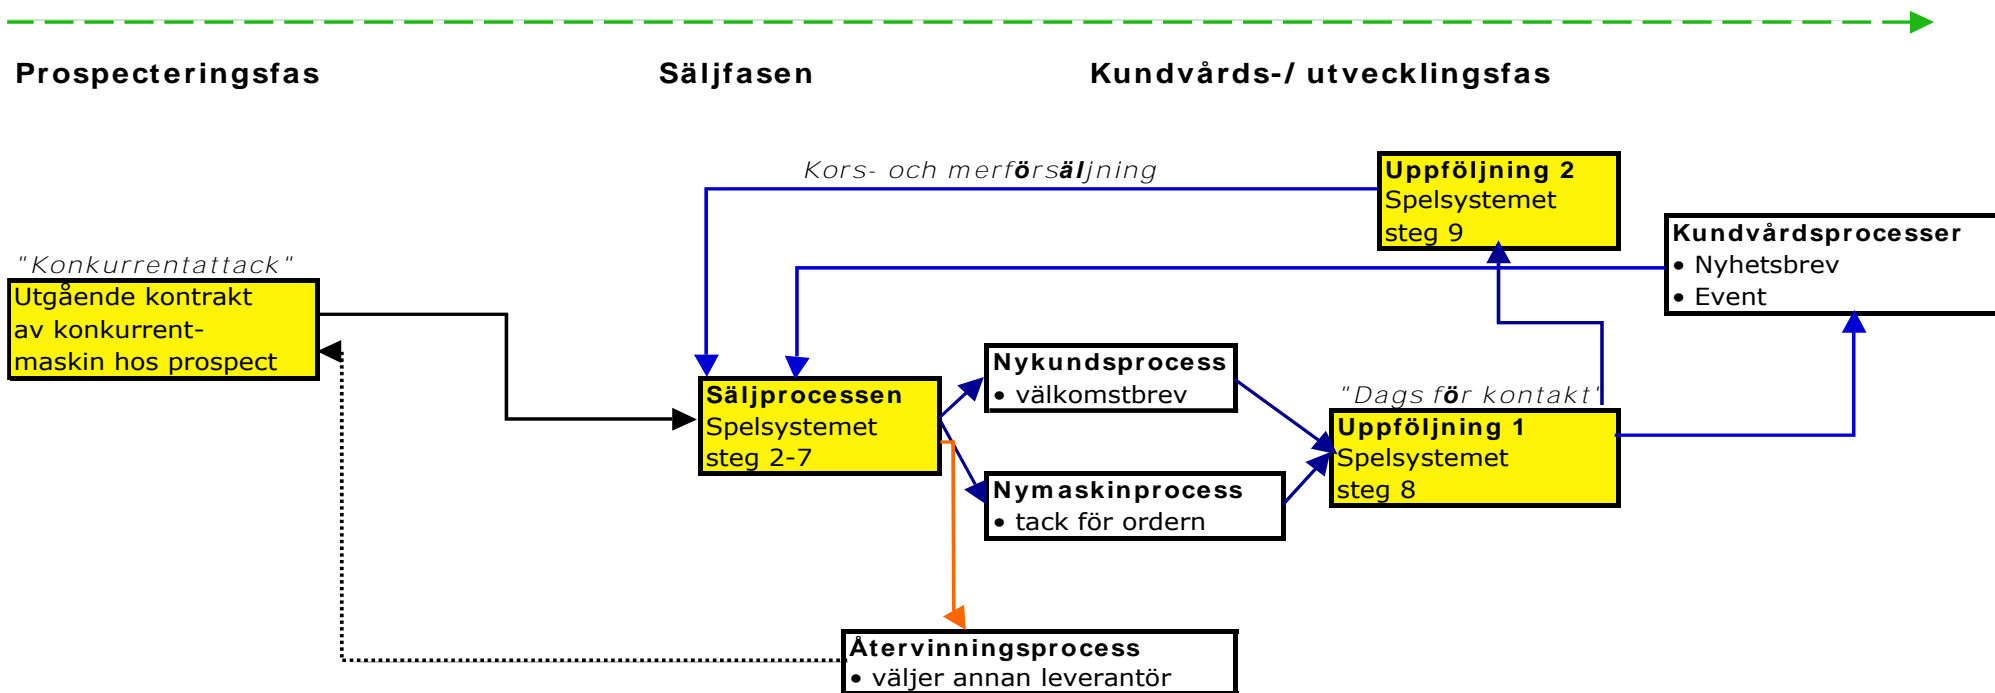 Prospecteringsfas
Säljfasen
Kundvårds-/ utvecklingsfas
Kors- och merförsäljning
Uppföljning 2
Spelsystemet
steg 9
Kundvårdsprocesser
• Nyhetsbrev
• Event
"Konkurrentattack"
Utgående kontrakt
av konkurrent-
maskin hos prospect
Säljprocessen
Spelsystemet
steg 2-7
Nykundsprocess
• välkomstbrev
Nymaskinprocess
• tack för ordern
"Dags för kontakt"
Uppföljning 1
Spelsystemet
steg 8
Återvinningsprocess
• väljer annan leverantör